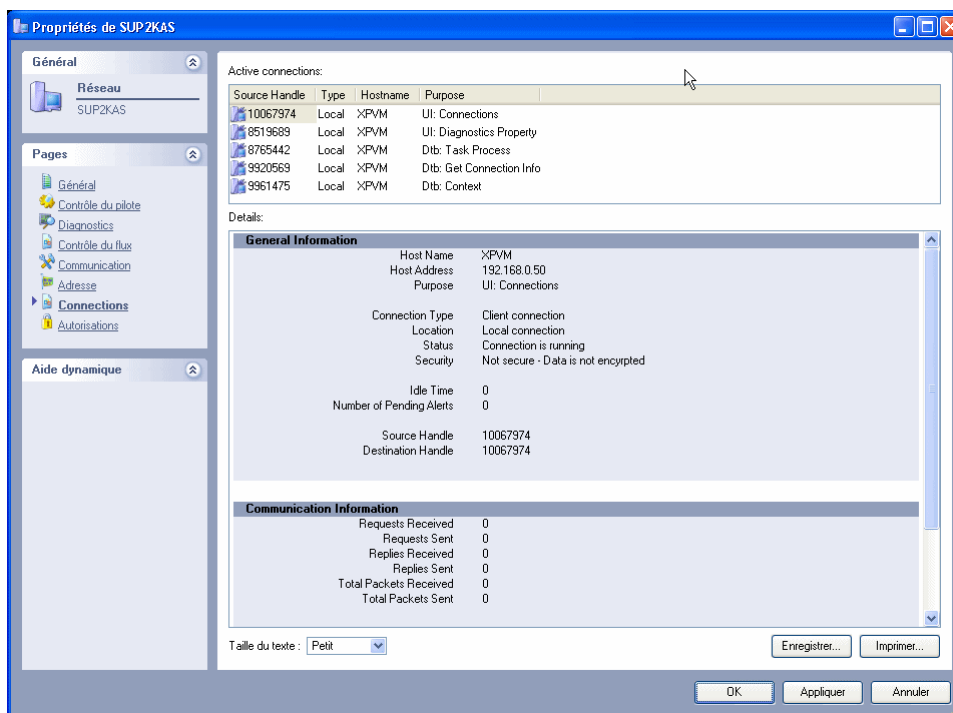 Propriétés de SUP2KAS
Général
Réseau
SUP2KAS
Pages
Général
Contrôle du pilote
Diagnostics
Contrôle du flux
Communication
Adresse
Connections
Autorisations
Aide dynamique
Active connections:
Source Handle Type Hostname Purpose
10067974 Local XPVM UI: Connections
8519689 Local XPVM UI: Diagnostics Property
8765442 Local XPVM Dtb: Task Process
9920569 Local XPVM Dtb: Get Connection Info
9961475 Local XPVM Dtb: Context
Details:
General Information
Host Name XPVM
Host Address 192.168.0.50
Purpose UI: Connections
Connection Type Client connection
Location Local connection
Status Connection is running
Security Not secure - Data is not encyrpted
Idle Time 0
Number of Pending Alerts 0
Source Handle 10067974
Destination Handle 10067974
Communication Information
Requests Received 0
Requests Sent 0
Replies Received 0
Replies Sent 0
Total Packets Received 0
Total Packets Sent 0
Taille du texte : Petit
Enregistrer... Imprimer...
OK Appliquer Annuler